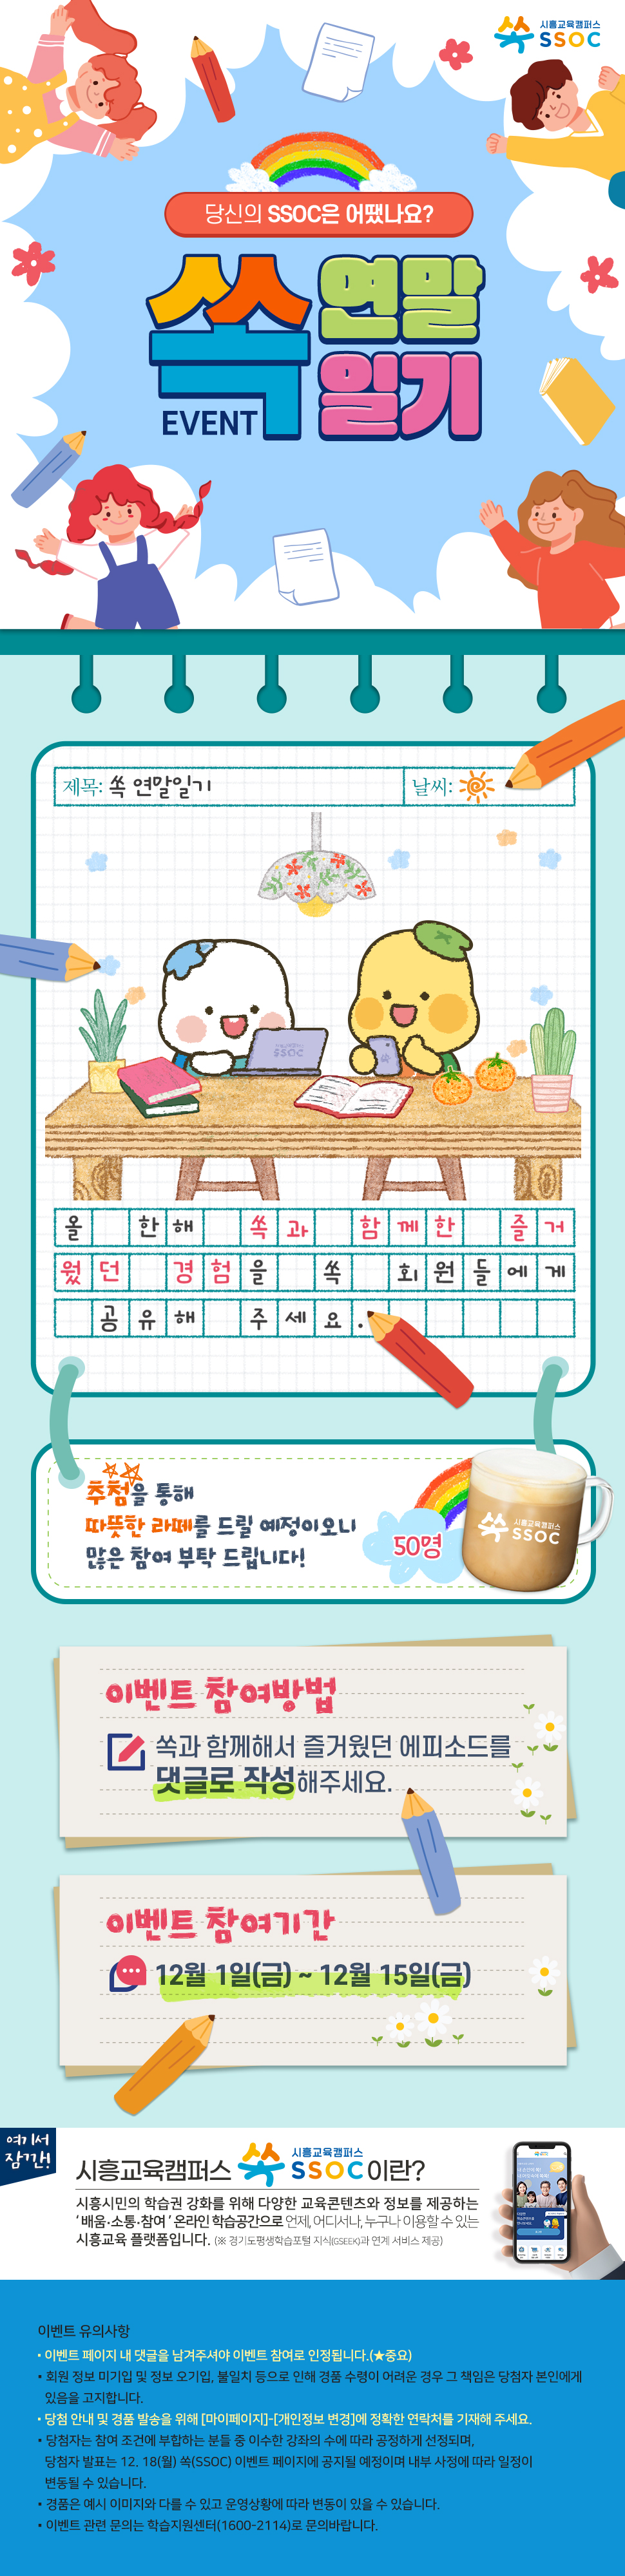 시흥교육캠퍼스
SSOC
당신의 SSOC은 어땠나요?
쏙 연말
일기
EVENT
제목: 쏙 연말일기
날씨:
SSOC
올 한해 쏙과 함께한 즐거
웠던 경험을 쏙 회원들에게
공유해 주세요.
추첨을 통해
따뜻한 라떼를 드릴 예정이오니
많은 참여 부탁 드립니다!
50명
쏙 시흥교육캠퍼스
SSOC
이벤트 참여방법
쏙과 함께해서 즐거웠던 에피소드를
댓글로 작성해주세요.
이벤트 참여기간
12월 1일(금) ~ 12월 15일(금)
여기서
잠깐!
시흥교육캠퍼스 쏙 시흥교육캠퍼스 SSOC 이란?
시흥시민의 학습권 강화를 위해 다양한 교육콘텐츠와 정보를 제공하는
‘배움·소통·참여’ 온라인 학습공간으로 언제, 어디서나, 누구나 이용할 수 있는
시흥교육 플랫폼입니다. (※ 경기도평생학습포털 지식(GSEEK)과 연계 서비스 제공)
이벤트 유의사항
• 이벤트 페이지 내 댓글을 남겨주셔야 이벤트 참여로 인정됩니다.(★중요)
• 회원 정보 미기입 및 정보 오기입, 불일치 등으로 인해 경품 수령이 어려운 경우 그 책임은 당첨자 본인에게
있음을 고지합니다.
• 당첨 안내 및 경품 발송을 위해 [마이페이지]-[개인정보 변경]에 정확한 연락처를 기재해 주세요.
• 당첨자는 참여 조건에 부합하는 분들 중 이수한 강좌의 수에 따라 공정하게 선정되며,
당첨자 발표는 12. 18(월) 쏙(SSOC) 이벤트 페이지에 공지될 예정이며 내부 사정에 따라 일정이
변동될 수 있습니다.
• 경품은 예시 이미지와 다를 수 있고 운영상황에 따라 변동이 있을 수 있습니다.
• 이벤트 관련 문의는 학습지원센터(1600-2114)로 문의바랍니다.